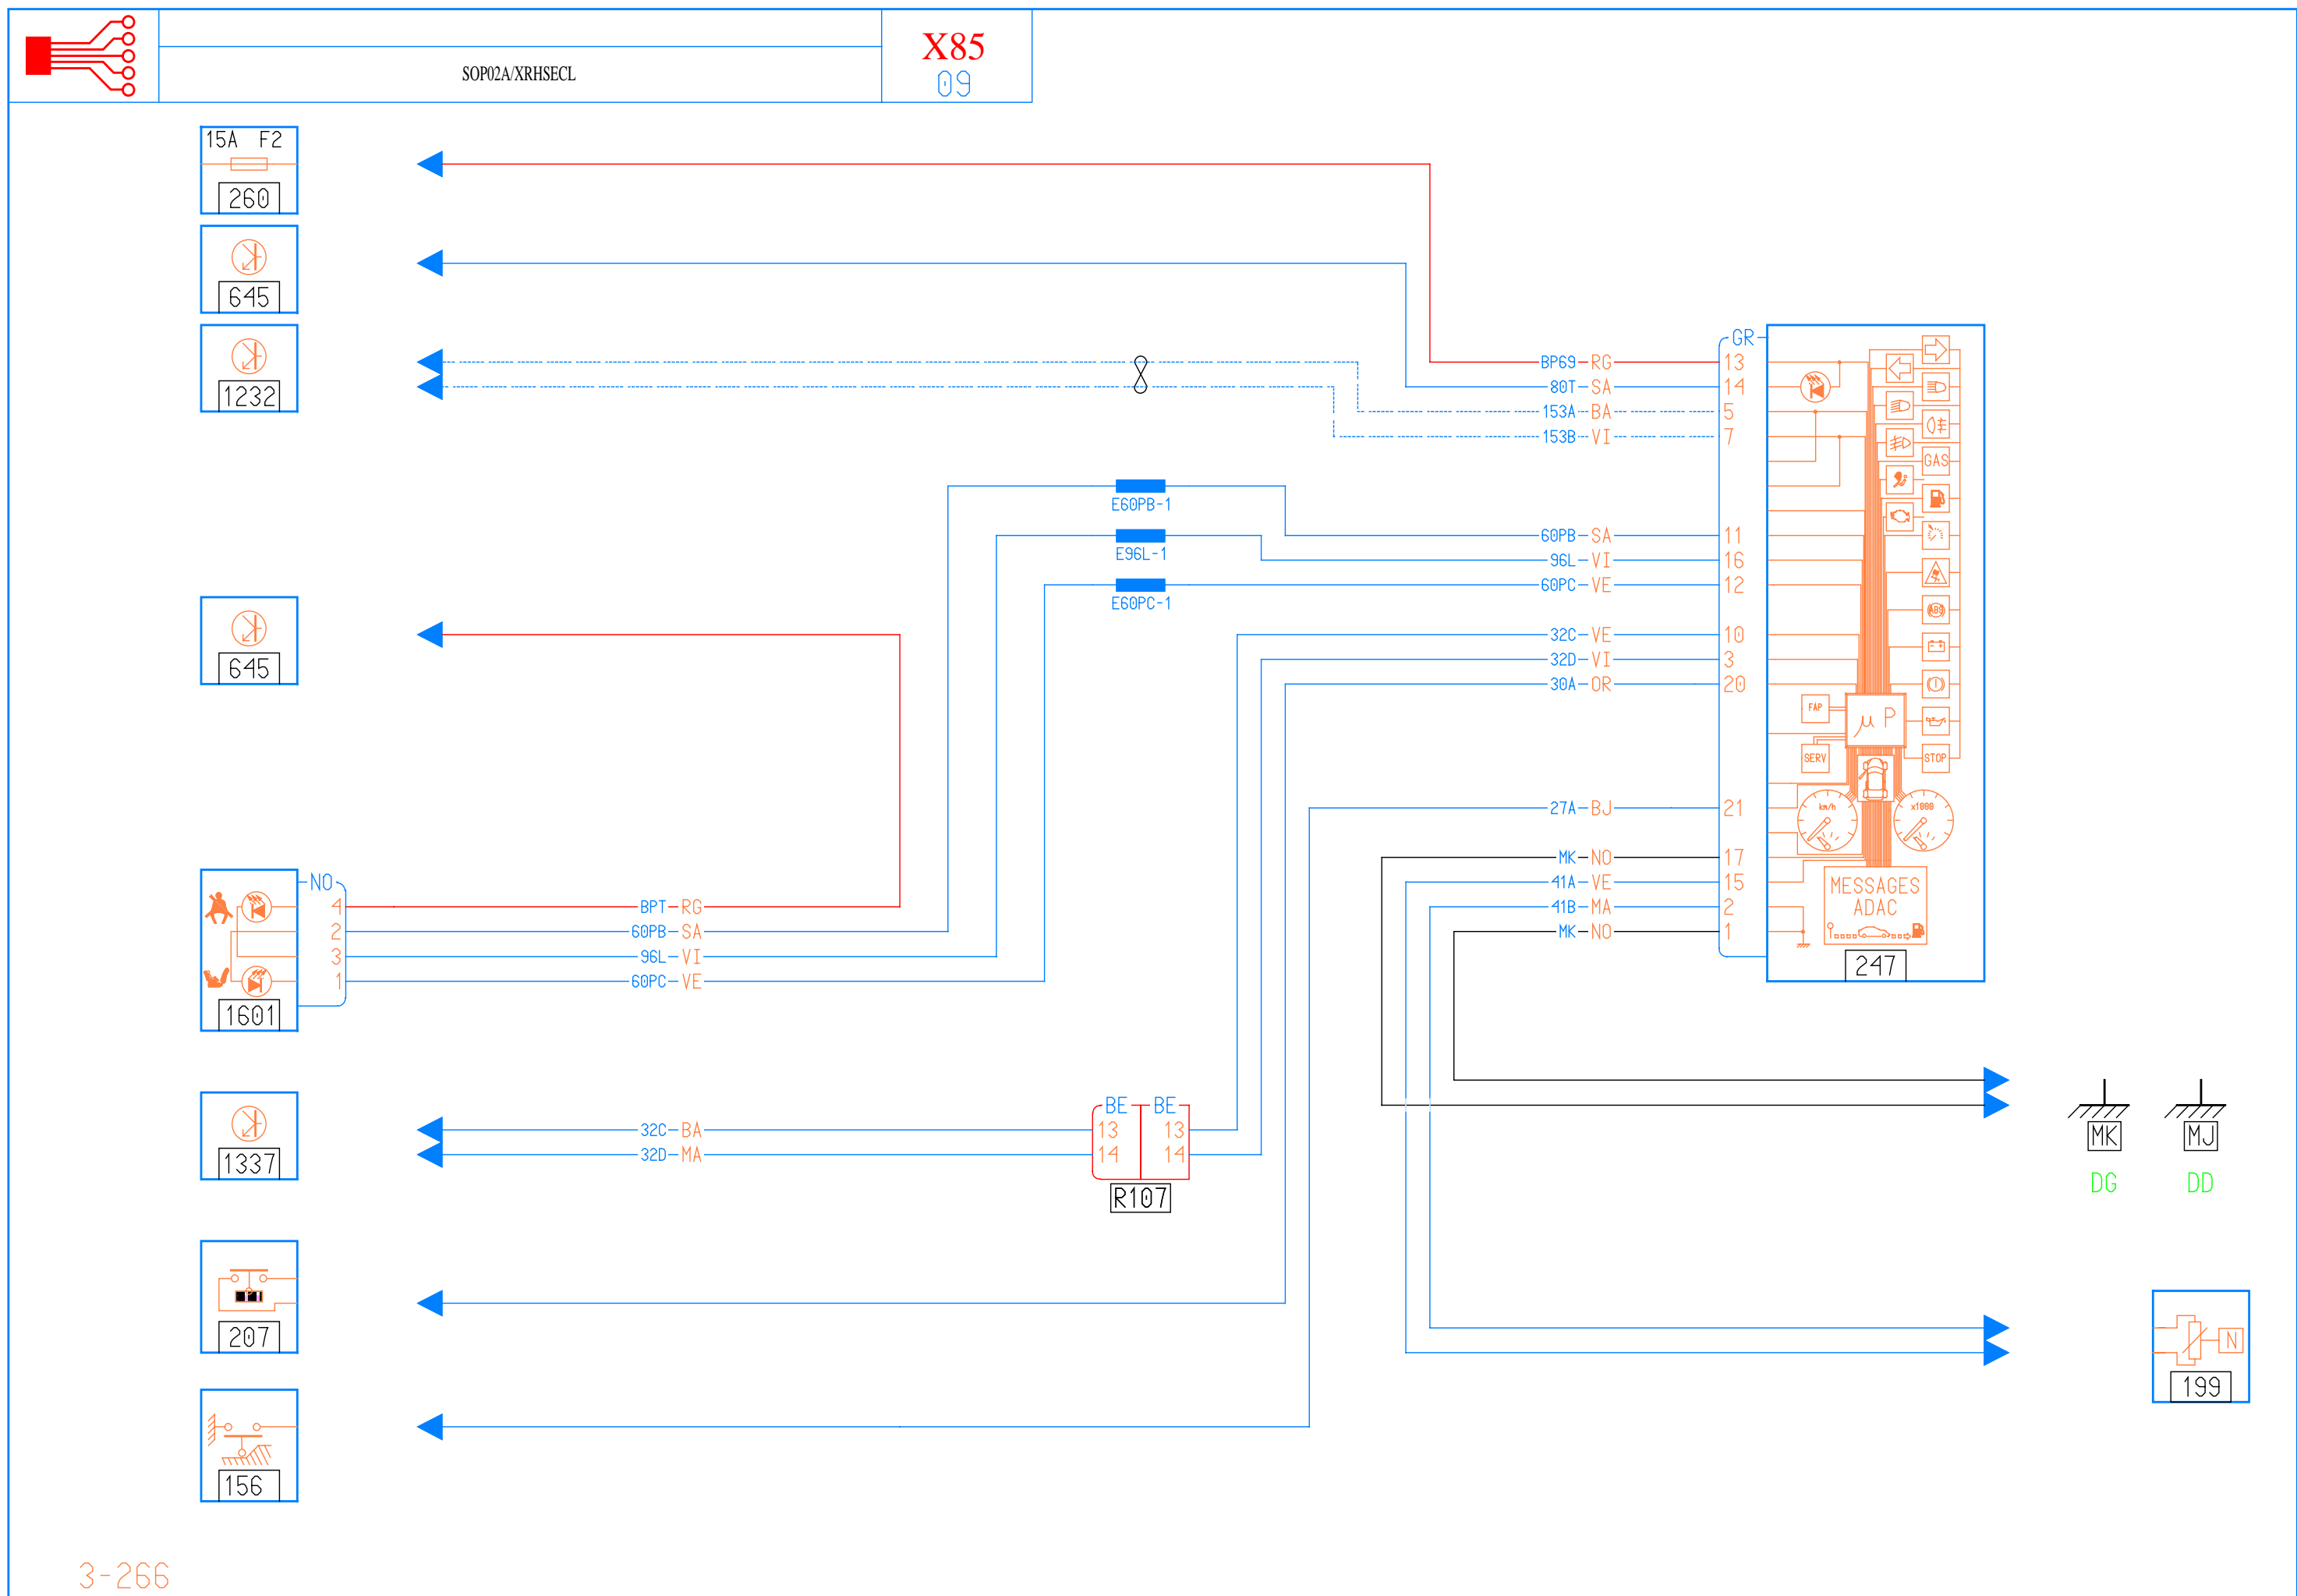 X85
SOP02A/XRHSECL
09
15A F2
260
645
1232
GR
BP69 RG 13
80T SA 14
153A BA 5
153B VI 7
E60PB-1
60PB SA 11
E96L-1
96L VI 16
E60PC-1
60PC VE 12
645
32C VE 10
32D VI 3
30A OR 20
GAS
ABS
FAP
µP
SERV
STOP
km/h
x1000
27A BJ 21
MK NO 17
41A VE 15
41B MA 2
MK NO 1
MESSAGES
ADAC
247
NO
4 BPT RG
2 60PB SA
3 96L VI
1 60PC VE
1601
BE BE
32C BA 13 13
32D MA 14 14
1337
R107
MK
MJ
DG
DD
207
N
199
156
3-266